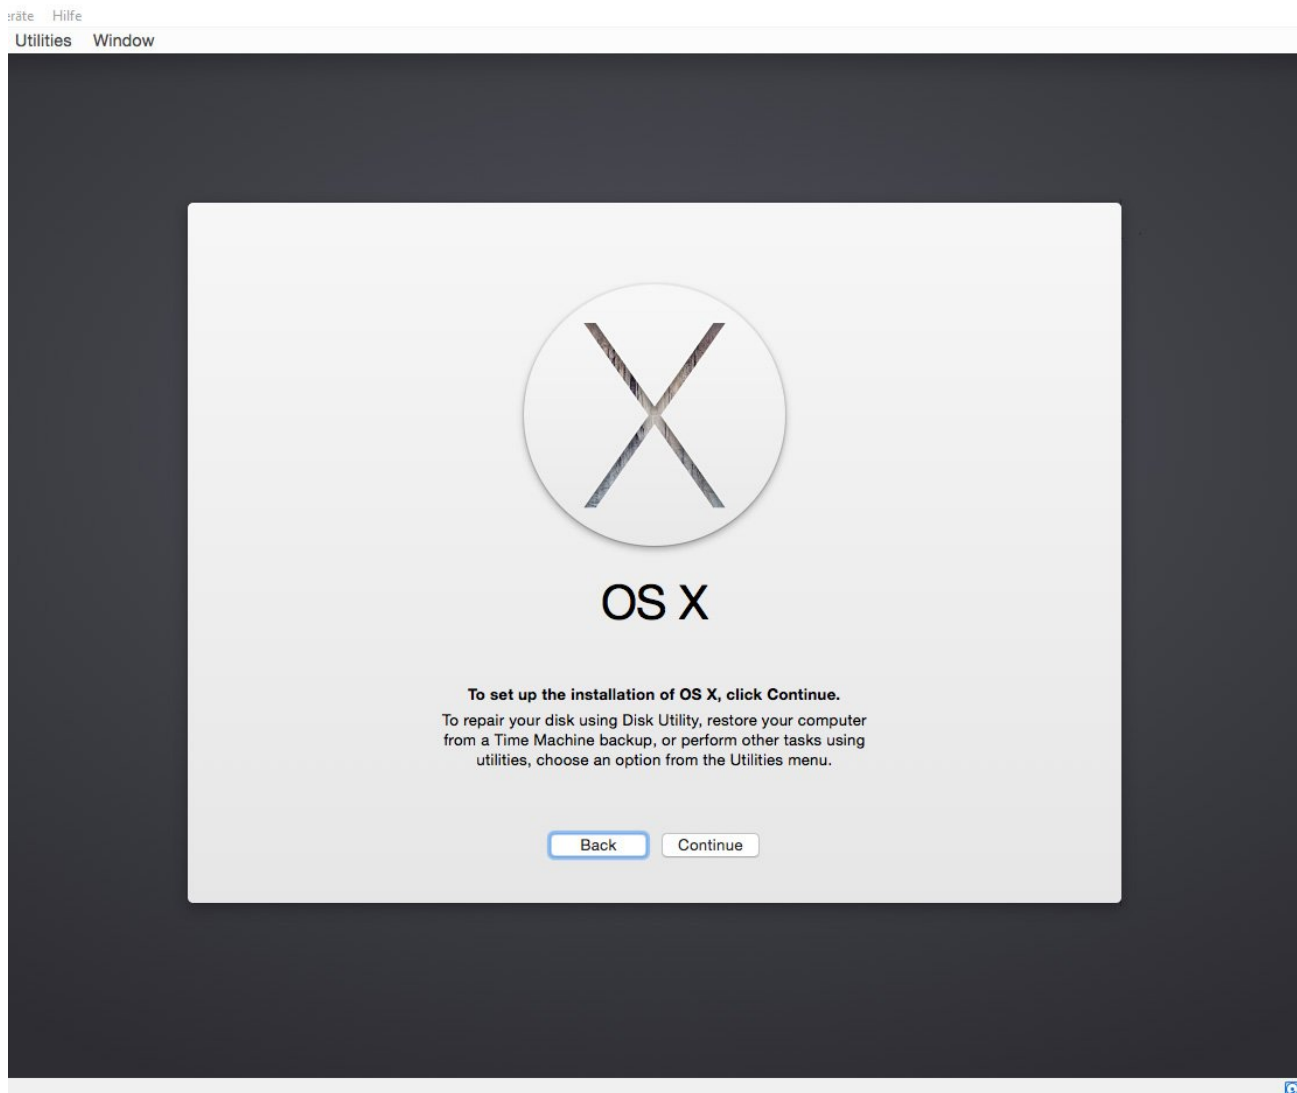 eräte Hilfe
Utilities Window
OS X
To set up the installation of OS X, click Continue.
To repair your disk using Disk Utility, restore your computer
from a Time Machine backup, or perform other tasks using
utilities, choose an option from the Utilities menu.
Back Continue